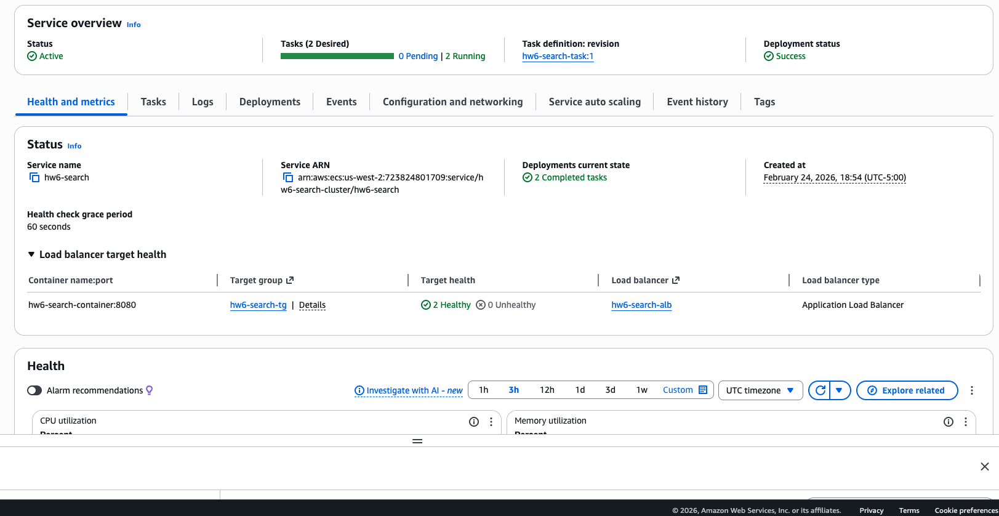 Service overview Info
Status
Active
Tasks (2 Desired)
0 Pending | 2 Running
Task definition: revision
hw6-search-task:1
Deployment status
Success
Health and metrics
Tasks
Logs
Deployments
Events
Configuration and networking
Service auto scaling
Event history
Tags
Status Info
Service name
hw6-search
Service ARN
arn:aws:ecs:us-west-2:723824801709:service/h
w6-search-cluster/hw6-search
Deployments current state
2 Completed tasks
Created at
February 24, 2026, 18:54 (UTC-5:00)
Health check grace period
60 seconds
Load balancer target health
Container name:port
Target group
Target health
Load balancer
Load balancer type
hw6-search-container:8080
hw6-search-tg | Details
2 Healthy 0 Unhealthy
hw6-search-alb
Application Load Balancer
Health
Alarm recommendations
Investigate with AI - new
1h 3h 12h 1d 3d 1w Custom
UTC timezone
Explore related
CPU utilization
Percent
Memory utilization
Percent
© 2026, Amazon Web Services, Inc. or its affiliates.
Privacy
Terms
Cookie preferences